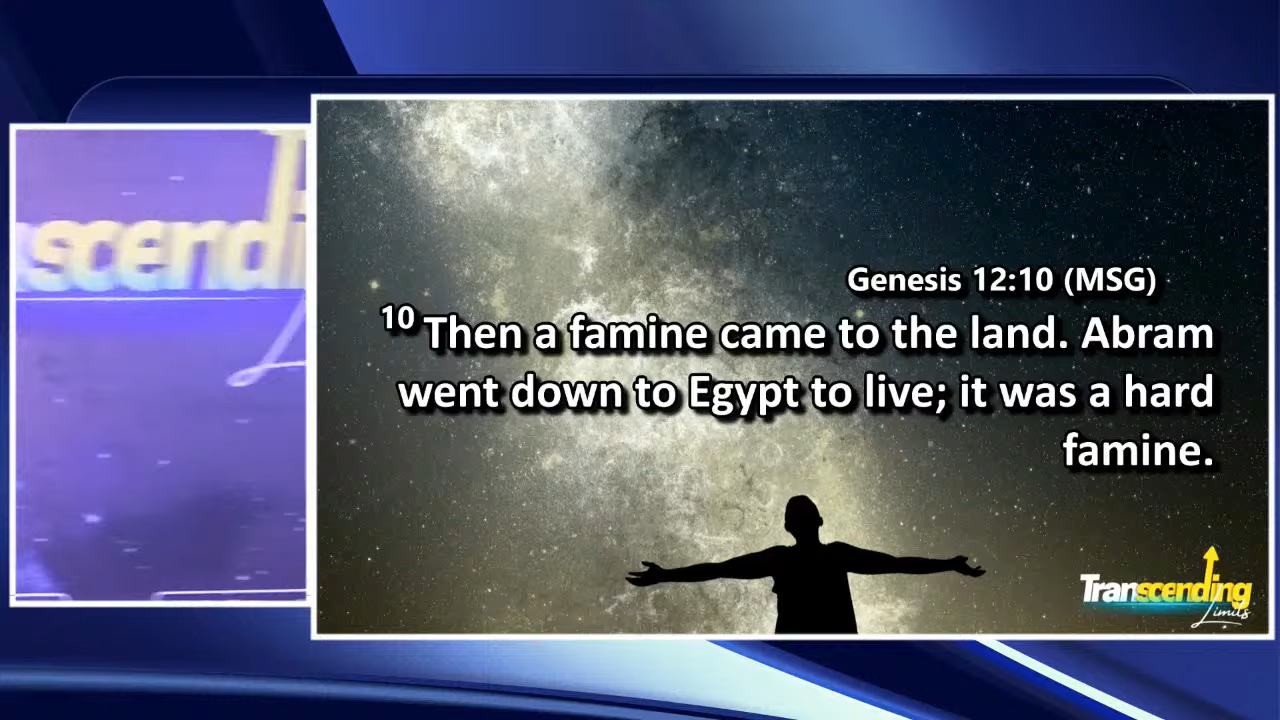 scendi
Genesis 12:10 (MSG)
10 Then a famine came to the land. Abram
went down to Egypt to live; it was a hard
famine.
Transcending
Limits